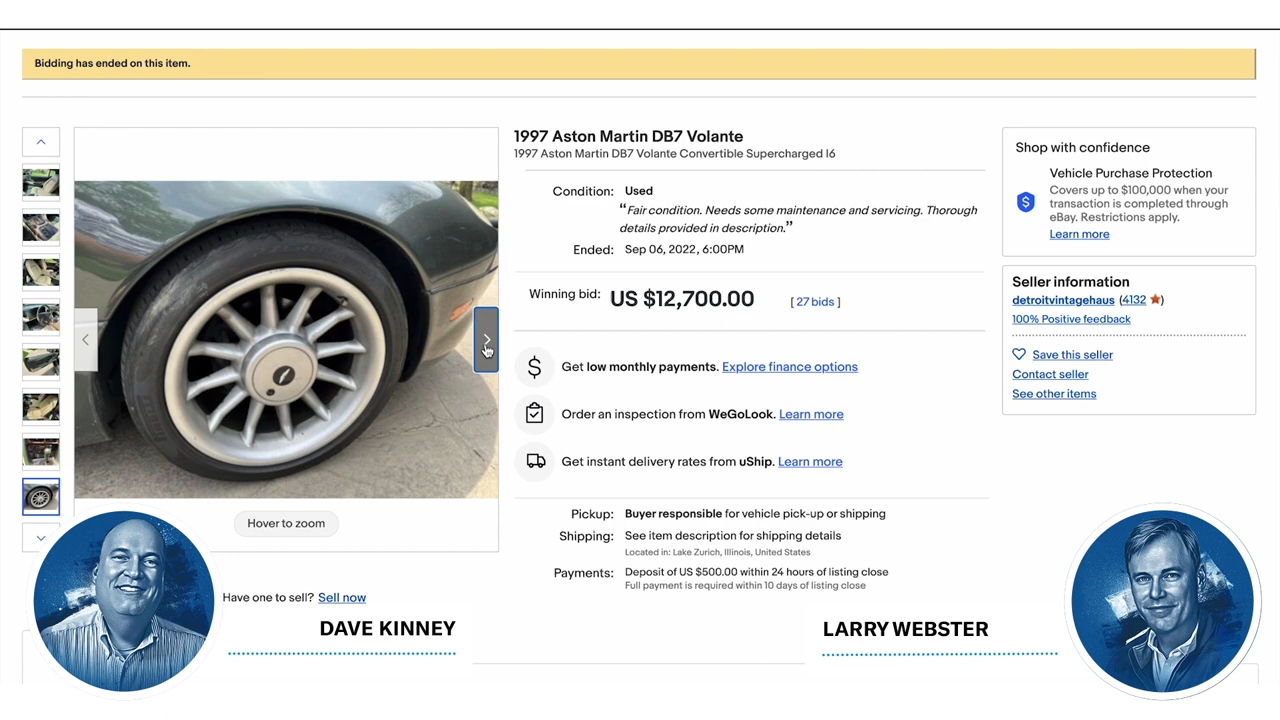 Bidding has ended on this item.
1997 Aston Martin DB7 Volante
1997 Aston Martin DB7 Volante Convertible Supercharged I6
Condition: Used
“Fair condition. Needs some maintenance and servicing. Thorough
details provided in description.”
Ended: Sep 06, 2022, 6:00PM
Winning bid: US $12,700.00 [ 27 bids ]
$ Get low monthly payments. Explore finance options
Order an inspection from WeGoLook. Learn more
Get instant delivery rates from uShip. Learn more
Pickup: Buyer responsible for vehicle pick-up or shipping
Shipping: See item description for shipping details
Located in: Lake Zurich, Illinois, United States
Payments: Deposit of US $500.00 within 24 hours of listing close
Full payment is required within 10 days of listing close
Shop with confidence
Vehicle Purchase Protection
$ Covers up to $100,000 when your
transaction is completed through
eBay. Restrictions apply.
Learn more
Seller information
detroitvintagehaus (4132 ★)
100% Positive feedback
Save this seller
Contact seller
See other items
Hover to zoom
Have one to sell? Sell now
DAVE KINNEY
LARRY WEBSTER